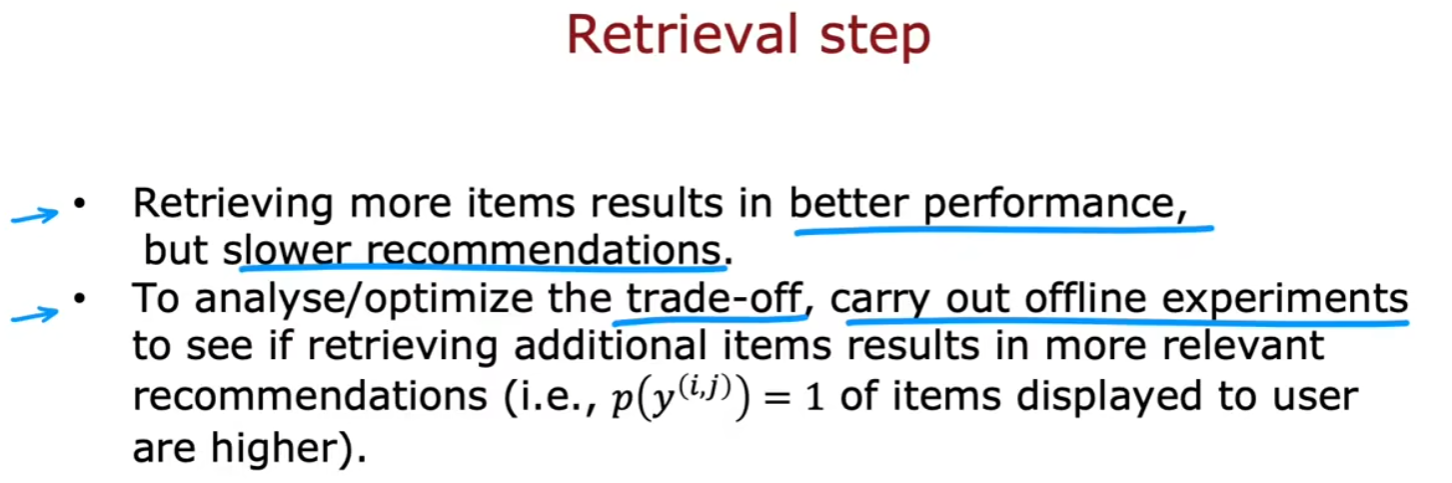 Retrieval step
• Retrieving more items results in better performance,
but slower recommendations.
• To analyse/optimize the trade-off, carry out offline experiments
to see if retrieving additional items results in more relevant
recommendations (i.e., p(y^(i,j)) = 1 of items displayed to user
are higher).